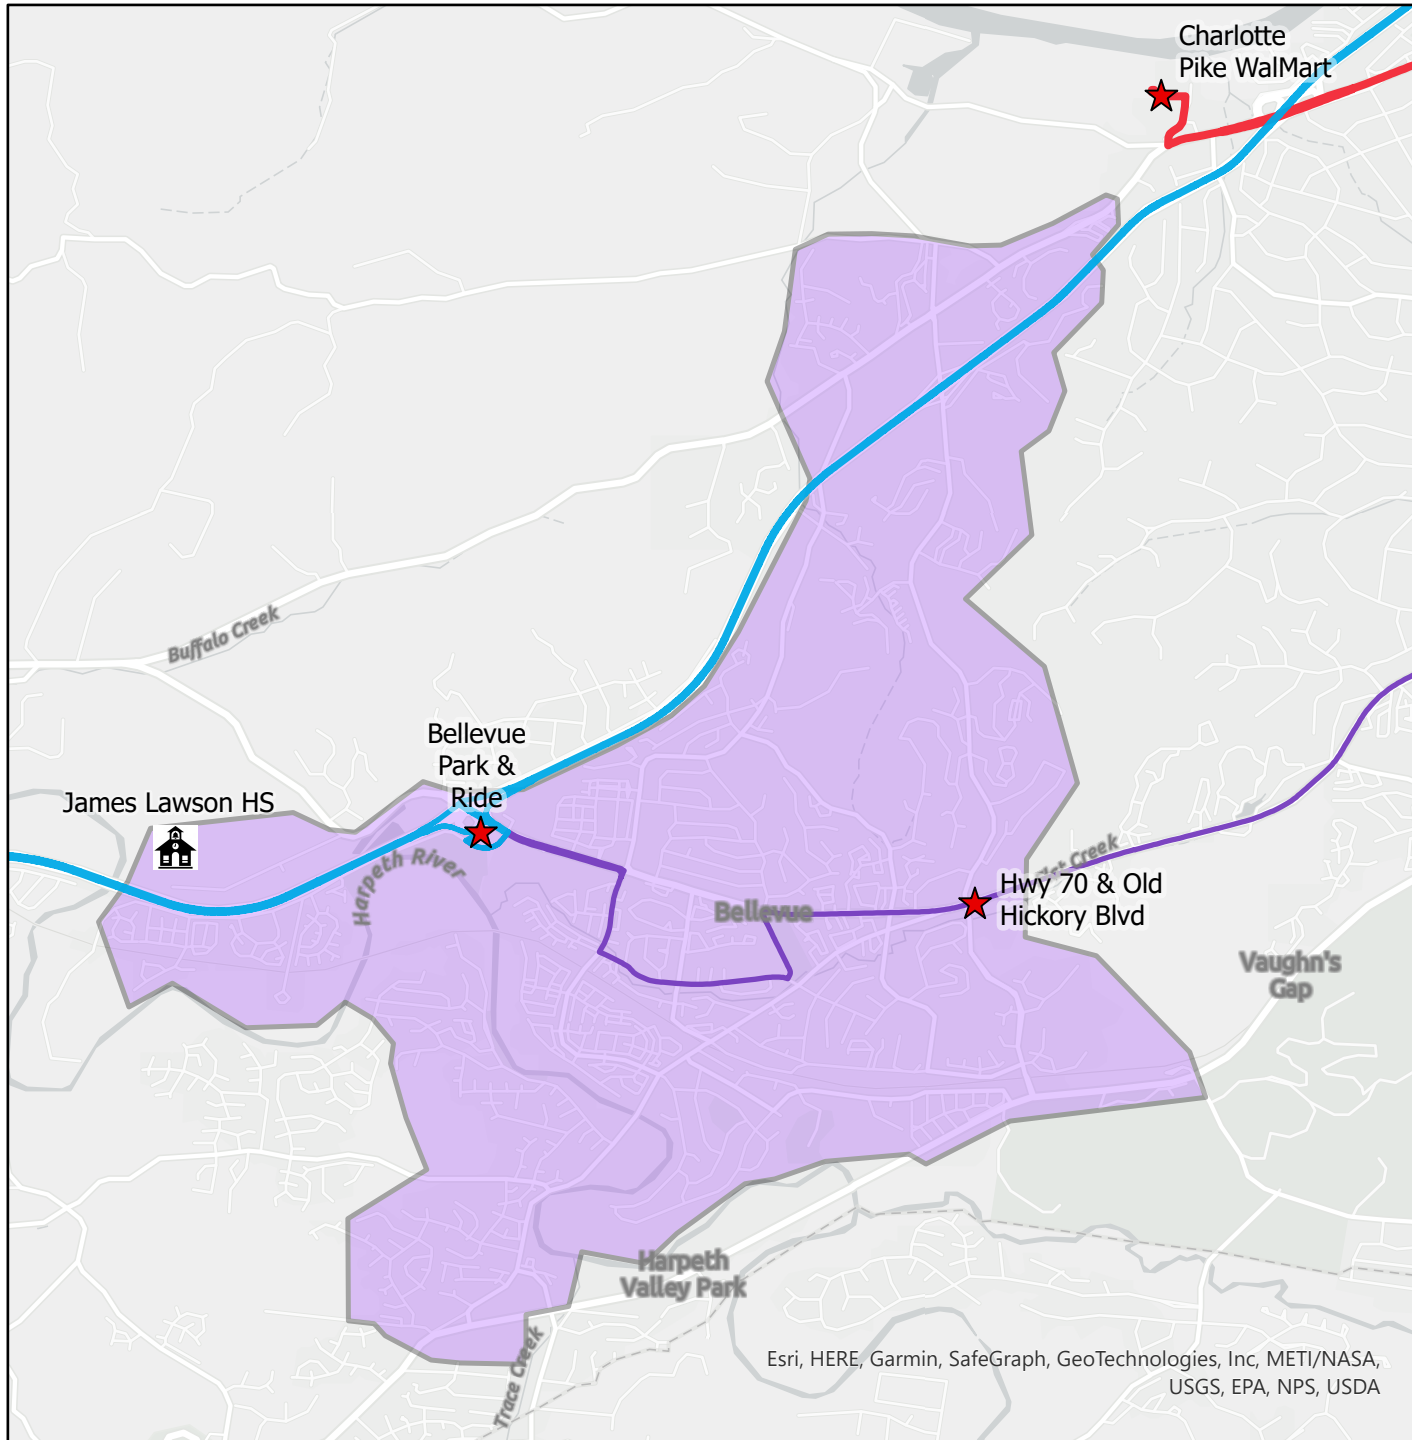 Charlotte
Pike WalMart
Buffalo Creek
Bellevue
Park &
Ride
James Lawson HS
Harpeth River
Creek
Hwy 70 & Old
Hickory Blvd
Bellevue
Vaughn's
Gap
Harpeth
Valley Park
Trace Creek
Esri, HERE, Garmin, SafeGraph, GeoTechnologies, Inc, METI/NASA,
USGS, EPA, NPS, USDA